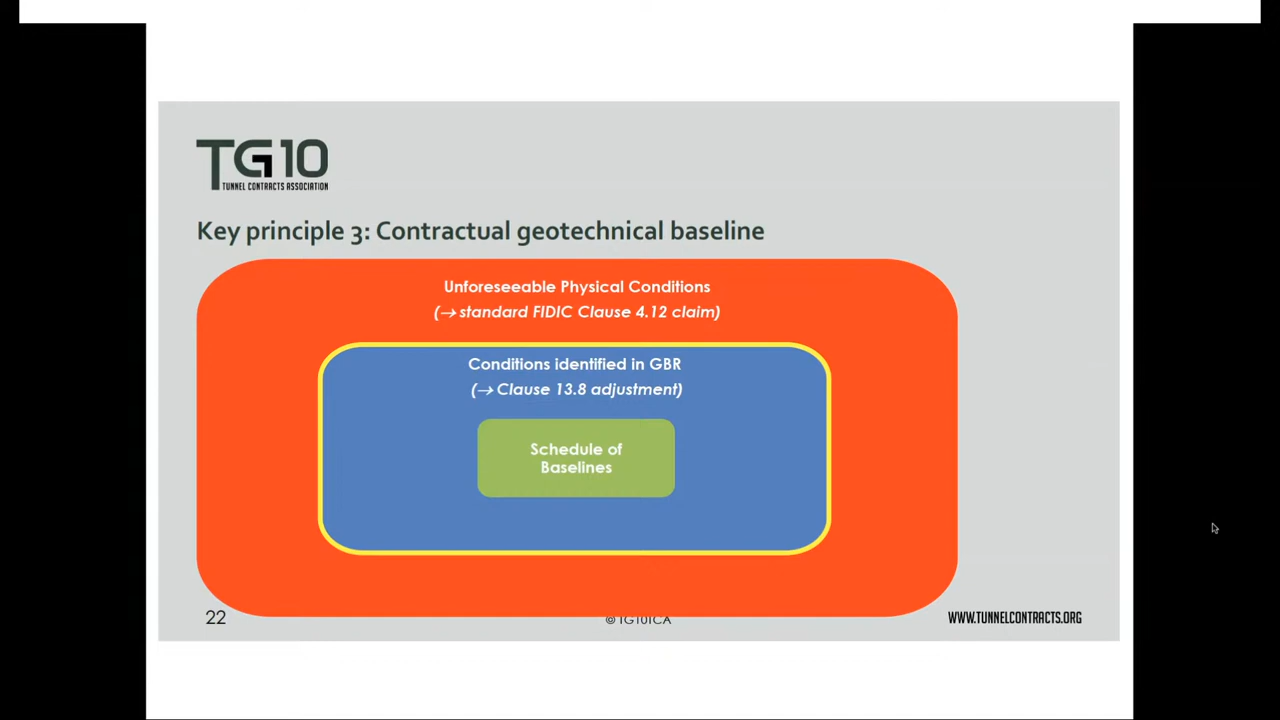 TG10
TUNNEL CONTRACTS ASSOCIATION
Key principle 3: Contractual geotechnical baseline
Unforeseeable Physical Conditions
(→ standard FIDIC Clause 4.12 claim)
Conditions identified in GBR
(→ Clause 13.8 adjustment)
Schedule of
Baselines
22
© TG10TCA
WWW.TUNNELCONTRACTS.ORG